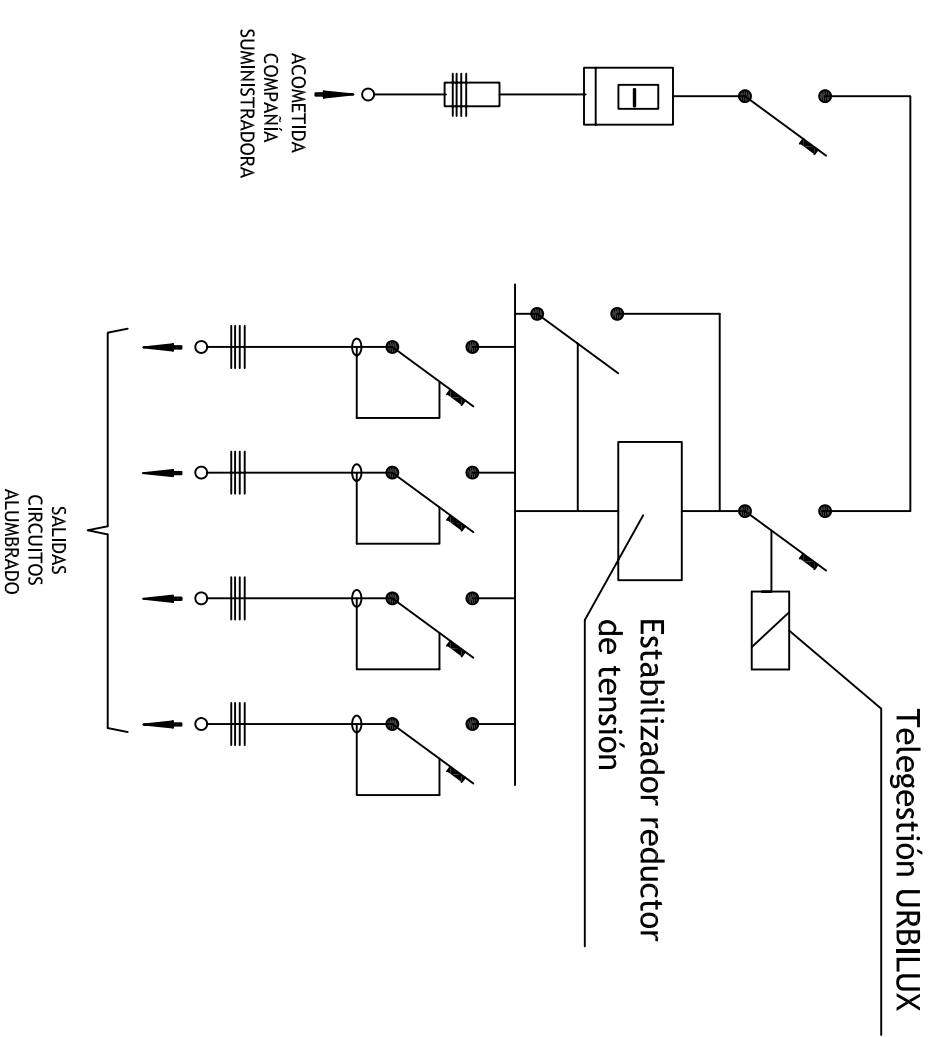 Telegestión URBILUX
Estabilizador reductor
de tensión
ACOMETIDA
COMPAÑÍA
SUMINISTRADORA
SALIDAS
CIRCUITOS
ALUMBRADO